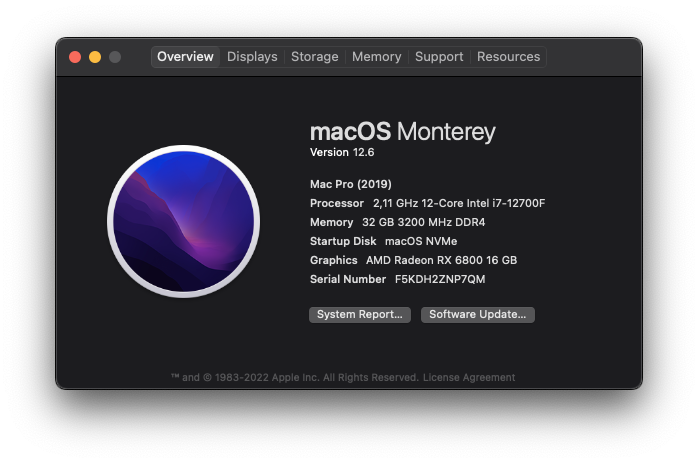 Overview Displays Storage Memory Support Resources
macOS Monterey
Version 12.6
Mac Pro (2019)
Processor 2,11 GHz 12-Core Intel i7-12700F
Memory 32 GB 3200 MHz DDR4
Startup Disk macOS NVMe
Graphics AMD Radeon RX 6800 16 GB
Serial Number F5KDH2ZNP7QM
System Report... Software Update...
™ and © 1983-2022 Apple Inc. All Rights Reserved. License Agreement